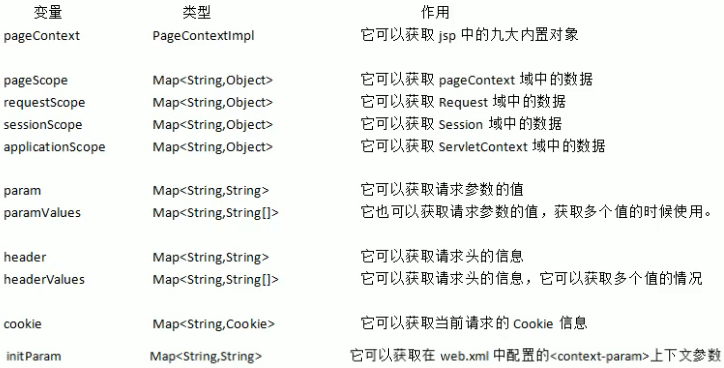 变量 类型 作用
pageContext PageContextImpl 它可以获取 jsp 中的九大内置对象
pageScope Map<String,Object> 它可以获取 pageContext 域中的数据
requestScope Map<String,Object> 它可以获取 Request 域中的数据
sessionScope Map<String,Object> 它可以获取 Session 域中的数据
applicationScope Map<String,Object> 它可以获取 ServletContext 域中的数据
param Map<String,String> 它可以获取请求参数的值
paramValues Map<String,String[]> 它也可以获取请求参数的值，获取多个值的时候使用。
header Map<String,String> 它可以获取请求头的信息
headerValues Map<String,String[]> 它可以获取请求头的信息，它可以获取多个值的情况
cookie Map<String,Cookie> 它可以获取当前请求的 Cookie 信息
initParam Map<String,String> 它可以获取在 web.xml 中配置的<context-param>上下文参数